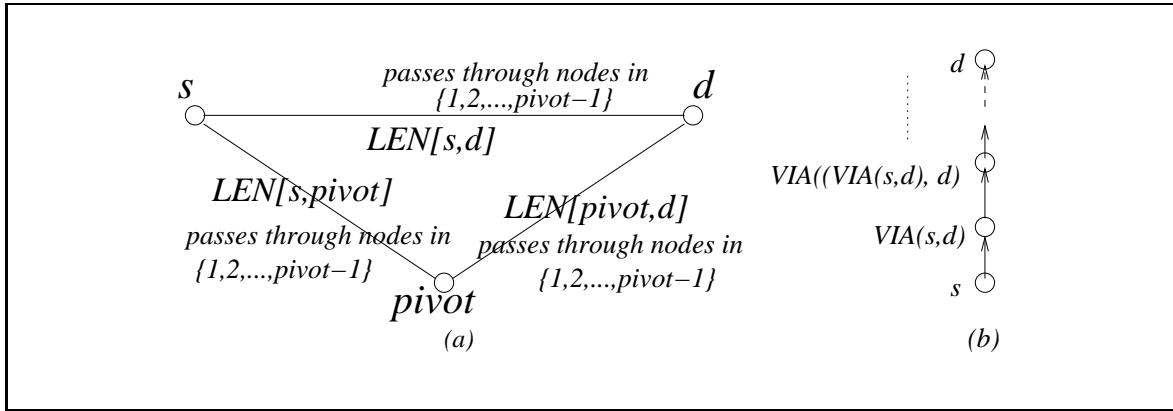 passes through nodes in
{1,2,...,pivot−1}
s
d
LEN[s,d]
LEN[s,pivot]
LEN[pivot,d]
passes through nodes in
{1,2,...,pivot−1}
passes through nodes in
{1,2,...,pivot−1}
pivot
(a)
d
VIA((VIA(s,d), d)
VIA(s,d)
s
(b)